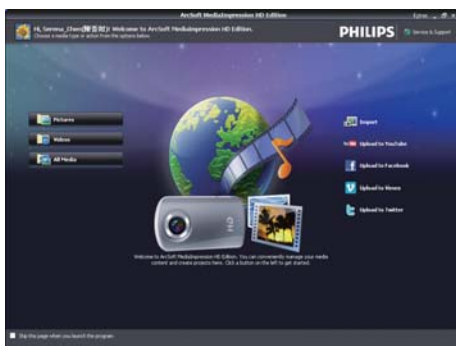 ArcSoft MediaImpression HD Edition
Hi, Serena_Chen! Welcome to ArcSoft MediaImpression HD Edition.
Choose a media type or action from the options below.
PHILIPS
Service & Support
Pictures
Videos
All Media
Import
Upload to YouTube
Upload to Facebook
Upload to Vimeo
Upload to Twitter
HD
Welcome to ArcSoft MediaImpression HD Edition. You can conveniently manage your media
content and create projects here. Click a button on the left to get started.
Skip the page when you launch the program